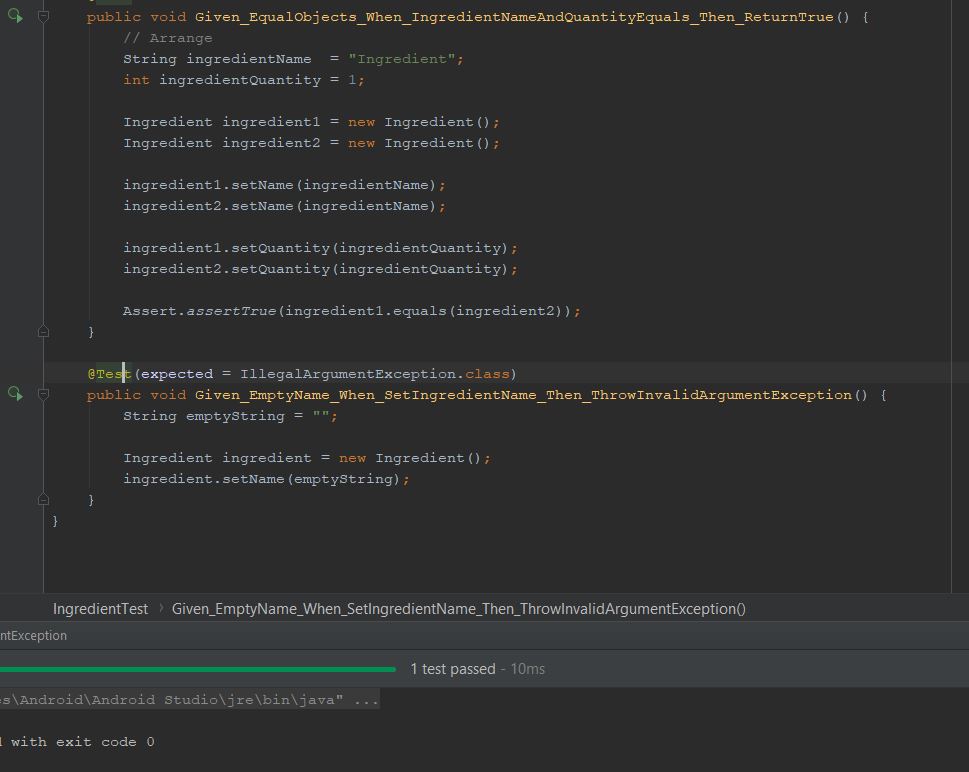 public void Given_EqualObjects_When_IngredientNameAndQuantityEquals_Then_ReturnTrue() {
// Arrange
String ingredientName  = "Ingredient";
int ingredientQuantity = 1;
Ingredient ingredient1 = new Ingredient();
Ingredient ingredient2 = new Ingredient();
ingredient1.setName(ingredientName);
ingredient2.setName(ingredientName);
ingredient1.setQuantity(ingredientQuantity);
ingredient2.setQuantity(ingredientQuantity);
Assert.assertTrue(ingredient1.equals(ingredient2));
}
@Test(expected = IllegalArgumentException.class)
public void Given_EmptyName_When_SetIngredientName_Then_ThrowInvalidArgumentException() {
String emptyString = "";
Ingredient ingredient = new Ingredient();
ingredient.setName(emptyString);
}
}
IngredientTest › Given_EmptyName_When_SetIngredientName_Then_ThrowInvalidArgumentException()
ntException
1 test passed - 10ms
es\Android\Android Studio\jre\bin\java" ...
with exit code 0